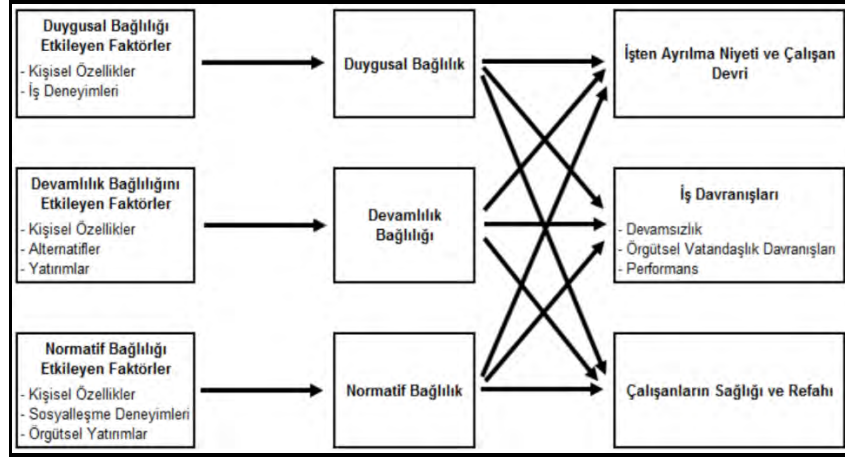 Duygusal Bağlılığı
Etkileyen Faktörler
- Kişisel Özellikler
- İş Deneyimleri
Duygusal Bağlılık
İşten Ayrılma Niyeti ve Çalışan
Devri
Devamlılık Bağlılığını
Etkileyen Faktörler
- Kişisel Özellikler
- Alternatifler
- Yatırımlar
Devamlılık
Bağlılığı
İş Davranışları
- Devamsızlık
- Örgütsel Vatandaşlık Davranışları
- Performans
Normatif Bağlılığı
Etkileyen Faktörler
- Kişisel Özellikler
- Sosyalleşme Deneyimleri
- Örgütsel Yatırımlar
Normatif Bağlılık
Çalışanların Sağlığı ve Refahı